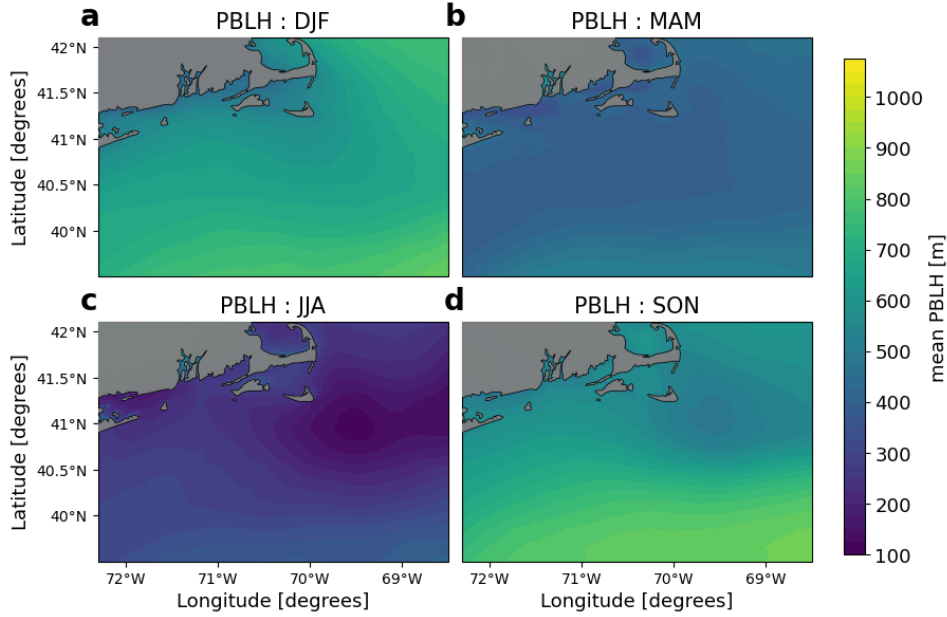 a PBLH : DJF
b PBLH : MAM
42°N
41.5°N
41°N
40.5°N
40°N
Latitude [degrees]
c PBLH : JJA
d PBLH : SON
42°N
41.5°N
41°N
40.5°N
40°N
Latitude [degrees]
72°W 71°W 70°W 69°W
Longitude [degrees]
72°W 71°W 70°W 69°W
Longitude [degrees]
1000
900
800
700
600
500
400
300
200
100
mean PBLH [m]